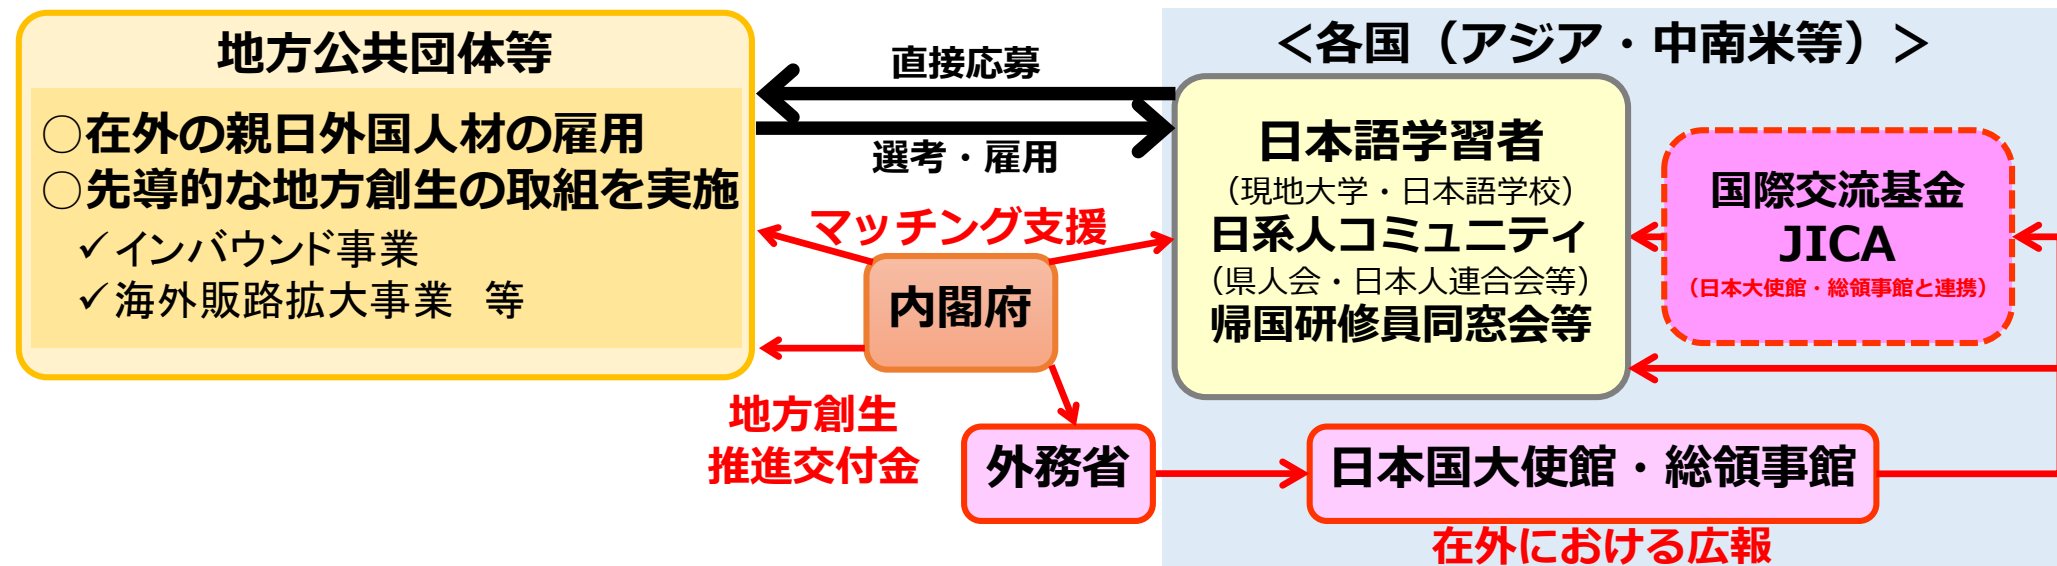 地方公共団体等
○在外の親日外国人材の雇用
○先導的な地方創生の取組を実施
✓インバウンド事業
✓海外販路拡大事業　等
直接応募
選考・雇用
マッチング支援
内閣府
地方創生
推進交付金
外務省
＜各国（アジア・中南米等）＞
日本語学習者
（現地大学・日本語学校）
日系人コミュニティ
（県人会・日本人連合会等）
帰国研修員同窓会等
国際交流基金
JICA
（日本大使館・総領事館と連携）
日本国大使館・総領事館
在外における広報